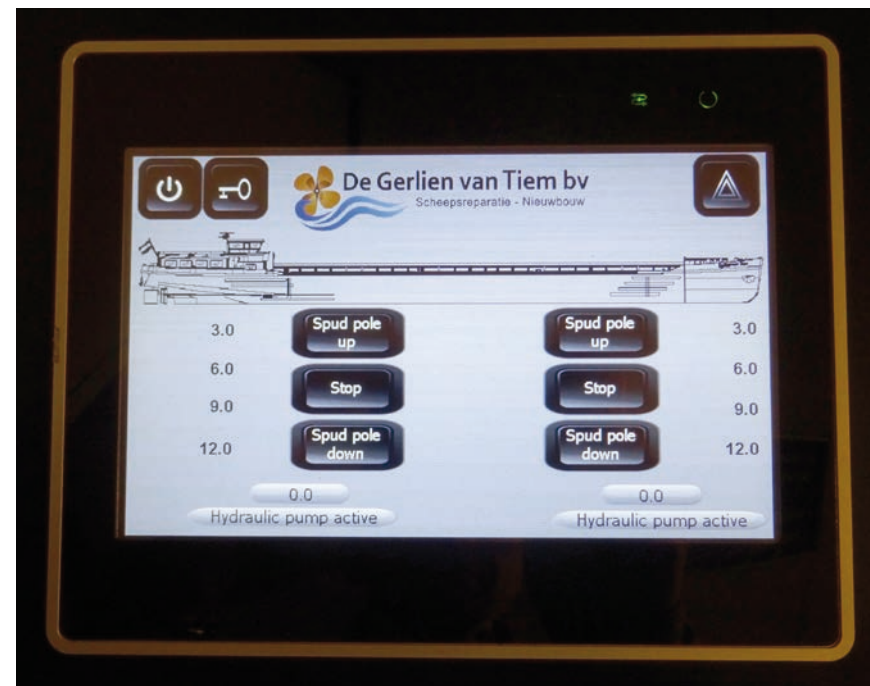 De Gerlien van Tiem bv
Scheepsreparatie - Nieuwbouw
3.0
Spud pole
up
Spud pole
up
3.0
6.0
Stop
Stop
6.0
9.0
9.0
12.0
Spud pole
down
Spud pole
down
12.0
0.0
0.0
Hydraulic pump active
Hydraulic pump active